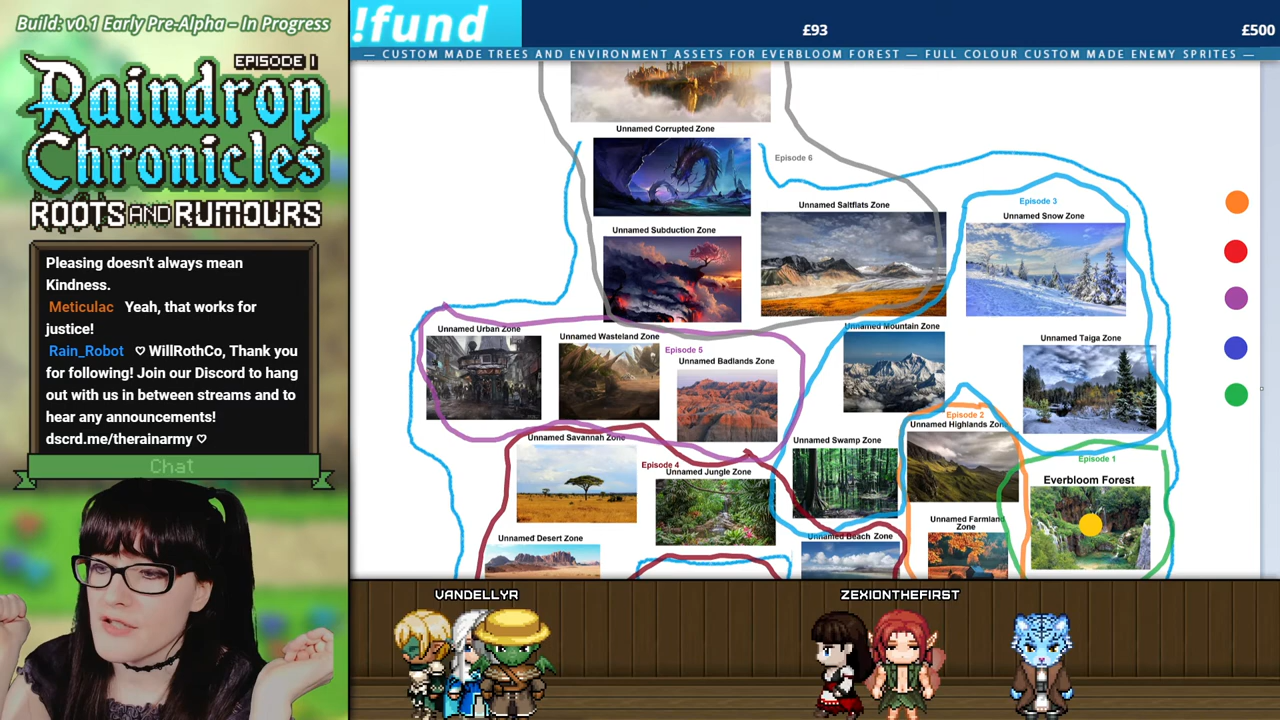 Build: v0.1 Early Pre-Alpha – In Progress
EPISODE 1
Raindrop
Chronicles
ROOTS AND RUMOURS
Pleasing doesn't always mean
Kindness.
Meticulac Yeah, that works for
justice!
Rain_Robot ♡ WillRothCo, Thank you
for following! Join our Discord to hang
out with us in between streams and to
hear any announcements!
dscrd.me/therainarmy ♡
Chat
!fund
£93
£500
— CUSTOM MADE TREES AND ENVIRONMENT ASSETS FOR EVERBLOOM FOREST — FULL COLOUR CUSTOM MADE ENEMY SPRITES —
Unnamed Corrupted Zone
Episode 6
Unnamed Saltflats Zone
Episode 3
Unnamed Snow Zone
Unnamed Subduction Zone
Unnamed Urban Zone
Unnamed Wasteland Zone
Episode 5
Unnamed Badlands Zone
Unnamed Mountain Zone
Unnamed Taiga Zone
Episode 2
Unnamed Highlands Zone
Unnamed Savannah Zone
Episode 4
Unnamed Jungle Zone
Unnamed Swamp Zone
Episode 1
Everbloom Forest
Unnamed Desert Zone
Unnamed Beach Zone
Unnamed Farmland
Zone
VANDELLYR
ZEXIONTHEFIRST